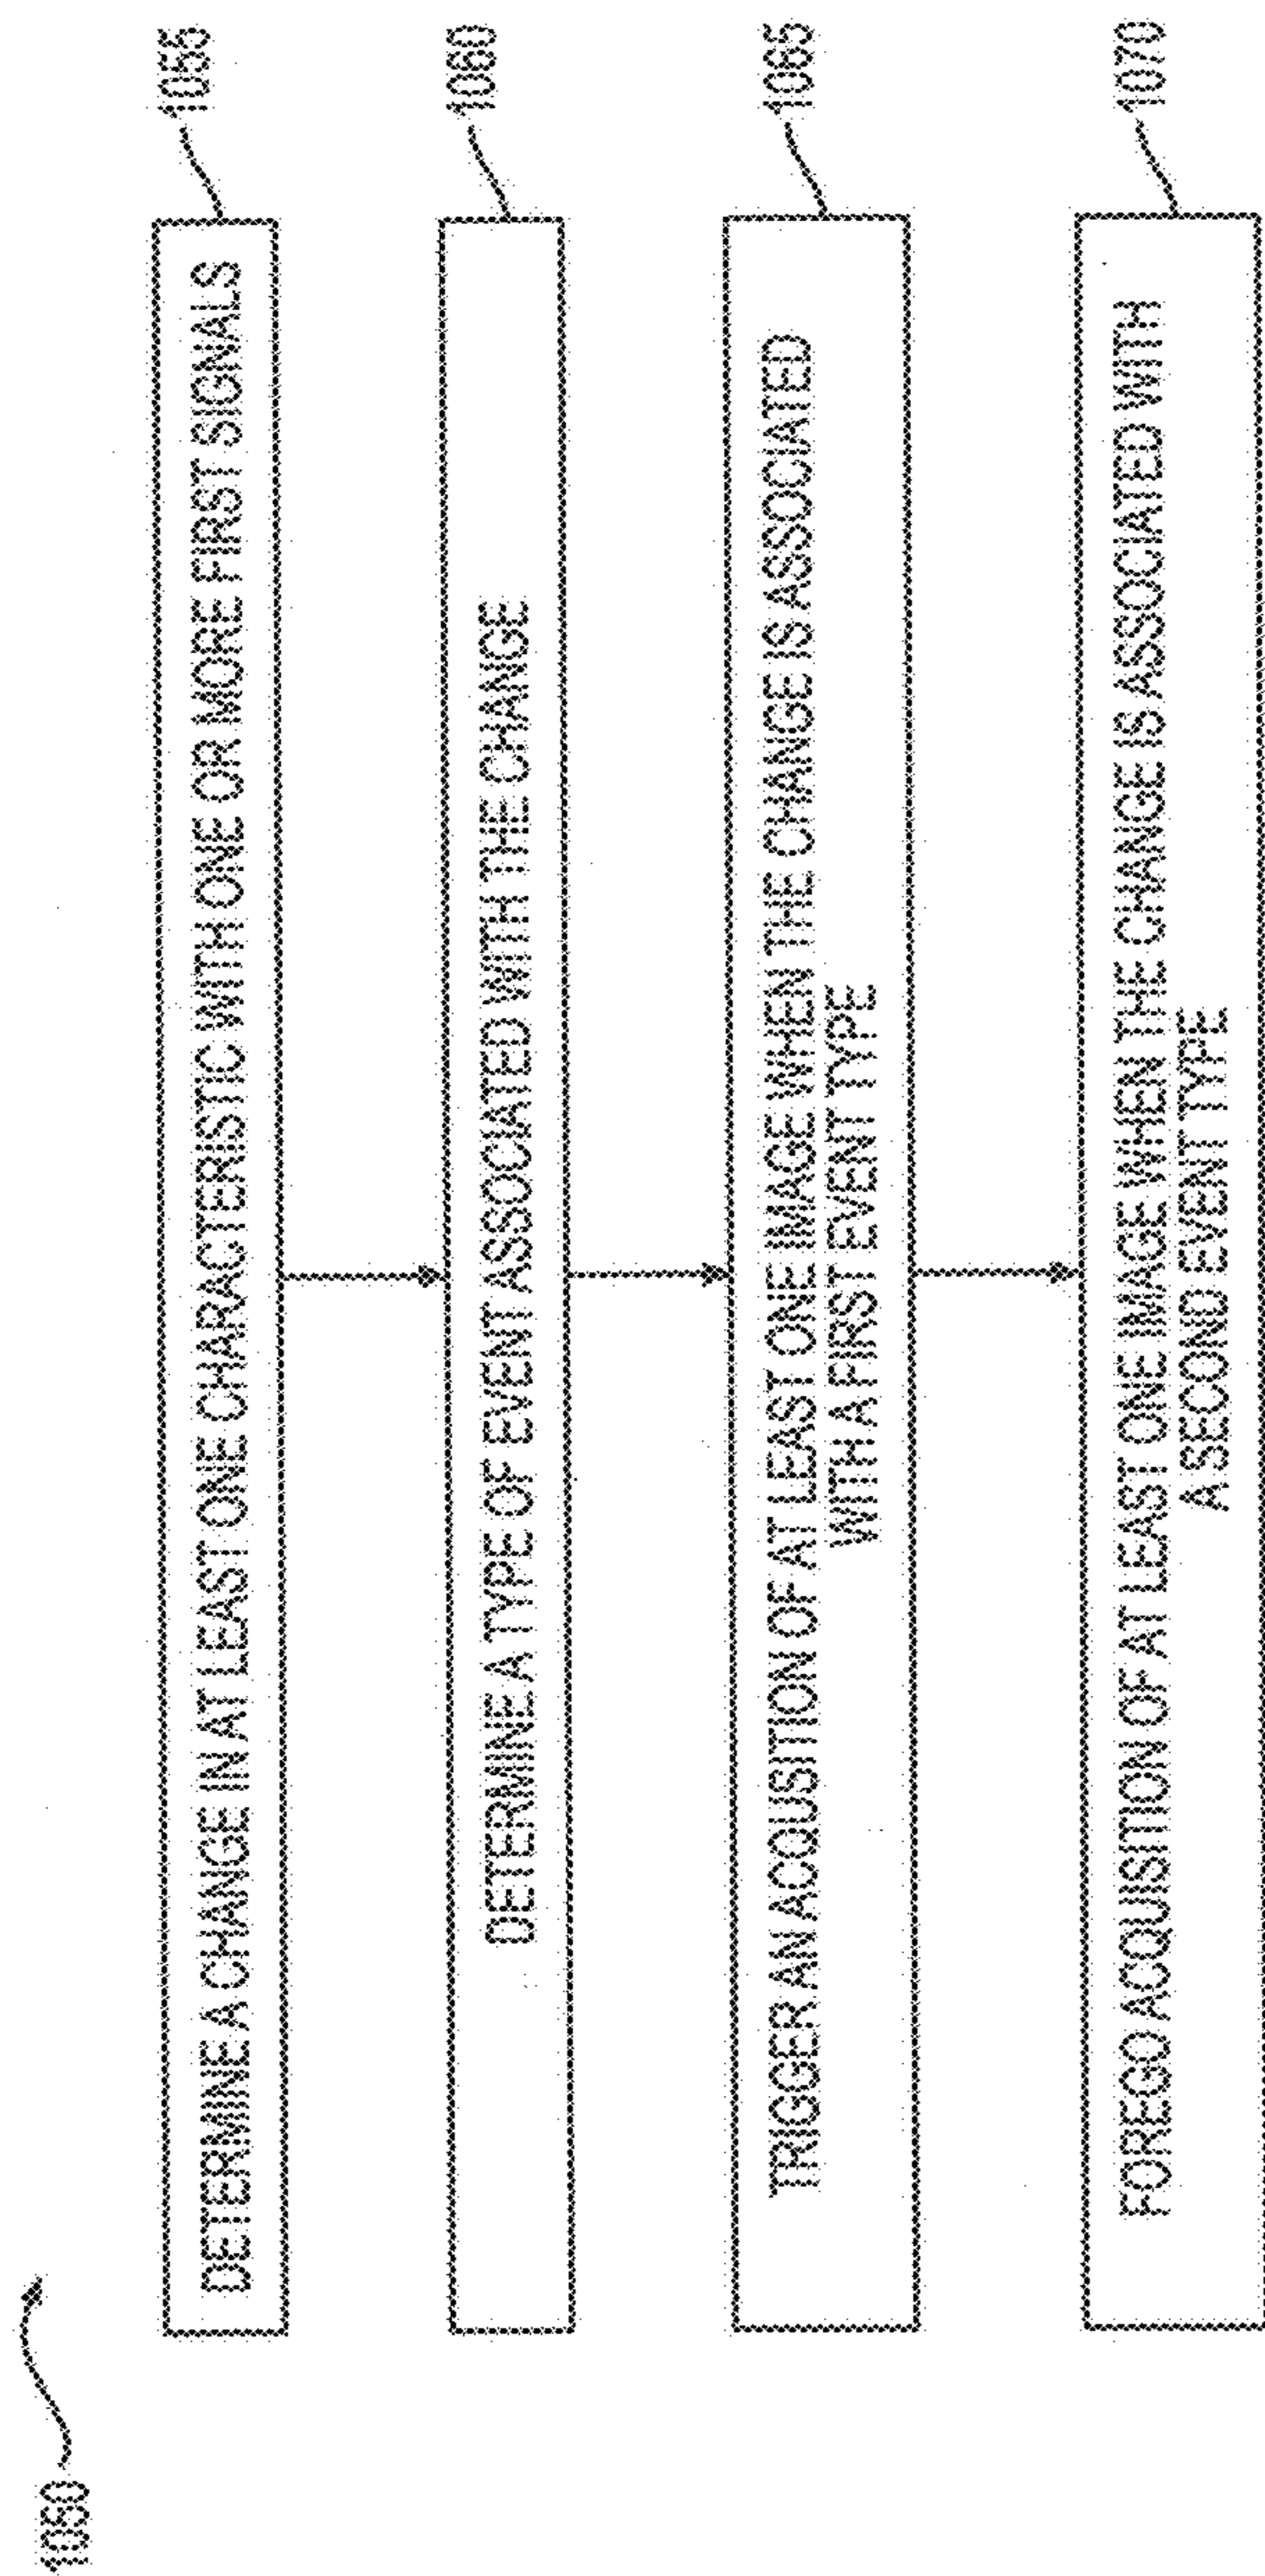 1050
DETERMINE A CHANGE IN AT LEAST ONE CHARACTERISTIC WITH ONE OR MORE FIRST SIGNALS
1055
DETERMINE A TYPE OF EVENT ASSOCIATED WITH THE CHANGE
1060
TRIGGER AN ACQUSITION OF AT LEAST ONE IMAGE WHEN THE CHANGE IS ASSOCIATED
WITH A FIRST EVENT TYPE
1065
FOREGO ACQUISITION OF AT LEAST ONE IMAGE WHEN THE CHANGE IS ASSOCIATED WITH
A SECOND EVENT TYPE
1070